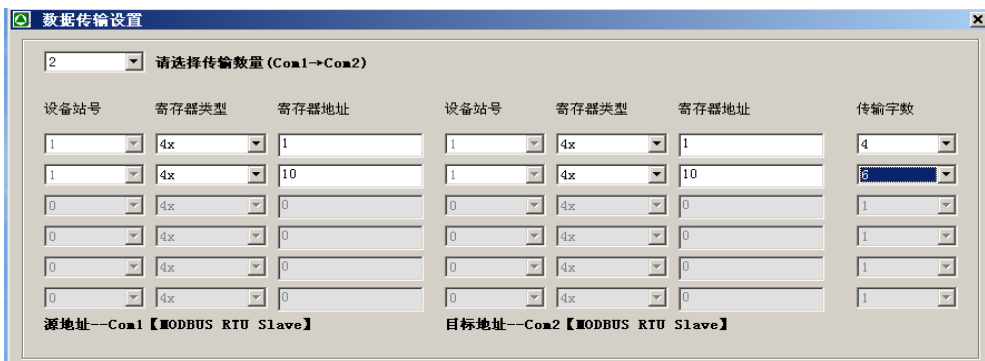 数据传输设置
2 请选择传输数量(Com1→Com2)
设备站号 寄存器类型 寄存器地址 设备站号 寄存器类型 寄存器地址 传输字数
1 4x 1 1 4x 1 4
1 4x 10 1 4x 10 6
0 4x 0 0 4x 0 1
0 4x 0 0 4x 0 1
0 4x 0 0 4x 0 1
0 4x 0 0 4x 0 1
源地址--Com1【MODBUS RTU Slave】 目标地址--Com2【MODBUS RTU Slave】